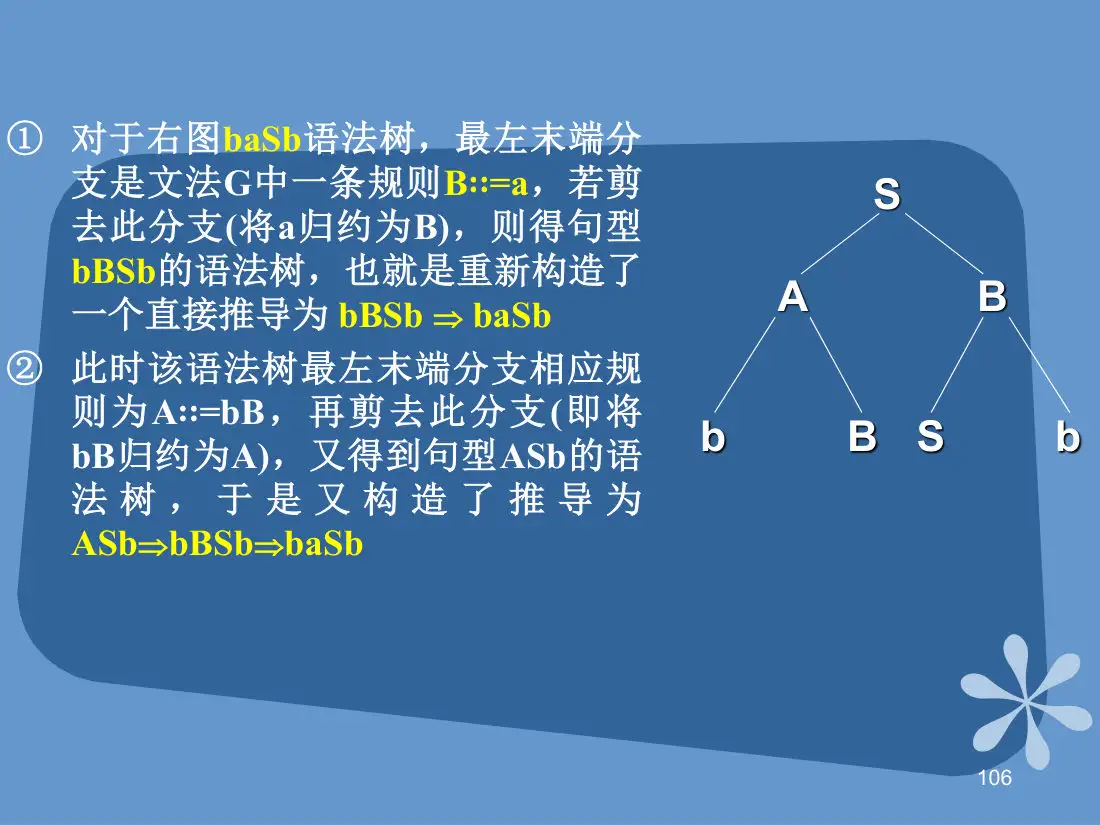 ① 对于右图baSb语法树，最左末端分
支是文法G中一条规则B∷=a，若剪
去此分支(将a归约为B)，则得句型
bBSb的语法树，也就是重新构造了
一个直接推导为 bBSb ⇒ baSb
② 此时该语法树最左末端分支相应规
则为A∷=bB，再剪去此分支(即将
bB归约为A)，又得到句型ASb的语
法树，于是又构造了推导为
ASb⇒bBSb⇒baSb
S
A B
b B S b
106